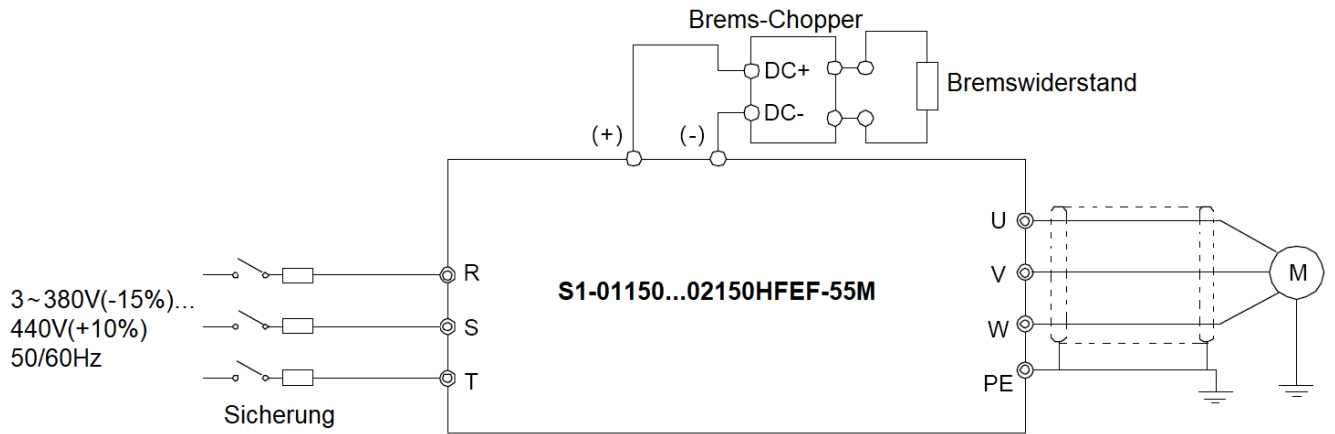 Brems-Chopper
DC+
Bremswiderstand
DC-
(+)
(-)
U
R
V
M
3~380V(-15%)...
S1-01150...02150HFEF-55M
440V(+10%)
S
W
50/60Hz
T
PE
Sicherung